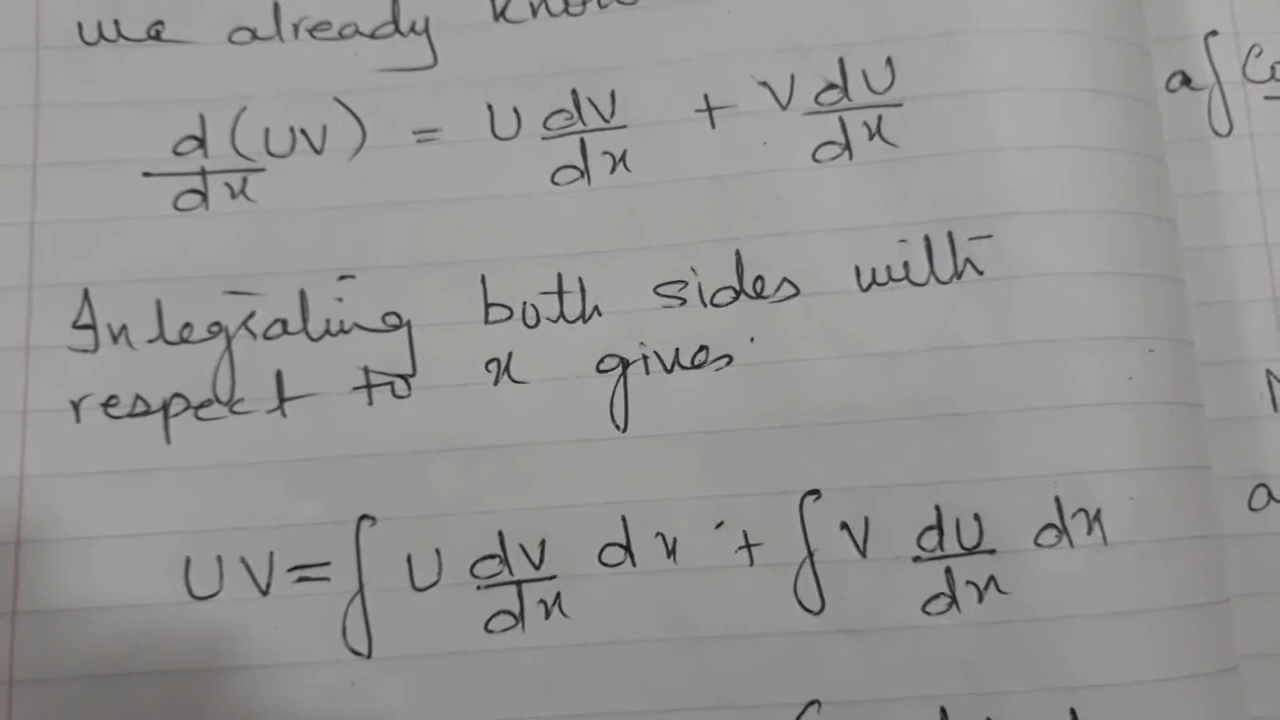 we already know
d/dx (UV) = U dV/dx + V dU/dx
Integrating both sides with
respect to x gives
UV = ∫ U dV/dx dx + ∫ V dU/dx dx